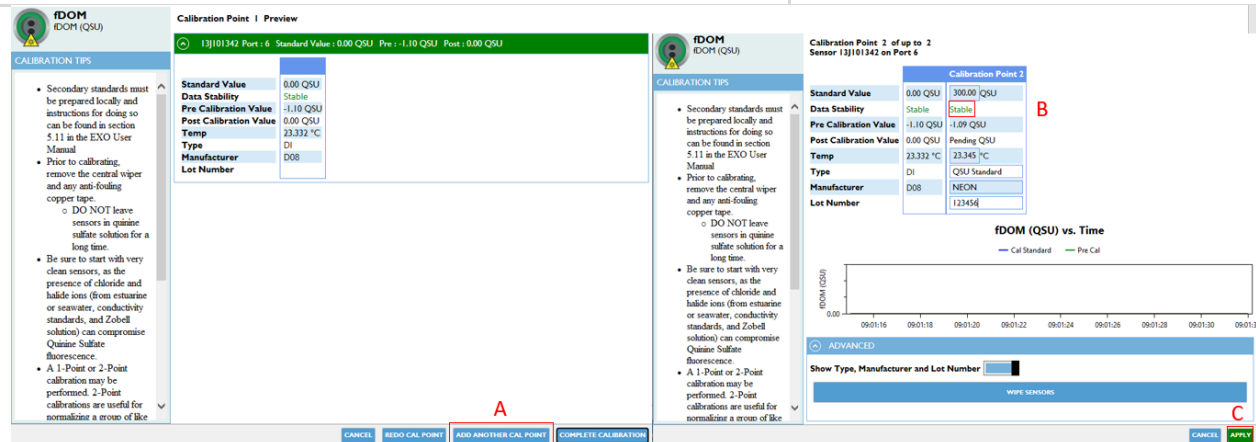 fDOM
fDOM (QSU)
CALIBRATION TIPS
Secondary standards must
be prepared locally and
instructions for doing so
can be found in section
5.11 in the EXO User
Manual
Prior to calibrating,
remove the central wiper
and any anti-fouling
copper tape.
DO NOT leave
sensors in quinine
sulfate solution for a
long time.
Be sure to start with very
clean sensors, as the
presence of chloride and
halide ions (from estuarine
or seawater, conductivity
standards, and Zobell
solution) can compromise
Quinine Sulfate
fluorescence.
A 1-Point or 2-Point
calibration may be
performed. 2-Point
calibrations are useful for
normalizing a group of like
Calibration Point 1 Preview
13J101342 Port : 6 Standard Value : 0.00 QSU Pre : -1.10 QSU Post : 0.00 QSU
Standard Value 0.00 QSU
Data Stability Stable
Pre Calibration Value -1.10 QSU
Post Calibration Value 0.00 QSU
Temp 23.332 °C
Type DI
Manufacturer D08
Lot Number
A
CANCEL REDO CAL POINT ADD ANOTHER CAL POINT COMPLETE CALIBRATION
fDOM
fDOM (QSU)
CALIBRATION TIPS
Secondary standards must
be prepared locally and
instructions for doing so
can be found in section
5.11 in the EXO User
Manual
Prior to calibrating,
remove the central wiper
and any anti-fouling
copper tape.
DO NOT leave
sensors in quinine
sulfate solution for a
long time.
Be sure to start with very
clean sensors, as the
presence of chloride and
halide ions (from estuarine
or seawater, conductivity
standards, and Zobell
solution) can compromise
Quinine Sulfate
fluorescence.
A 1-Point or 2-Point
calibration may be
performed. 2-Point
calibrations are useful for
normalizing a group of like
Calibration Point 2 of up to 2
Sensor 13J101342 on Port 6
Calibration Point 2
Standard Value 0.00 QSU 300.00 QSU
Data Stability Stable Stable
B
Pre Calibration Value -1.10 QSU -1.09 QSU
Post Calibration Value 0.00 QSU Pending QSU
Temp 23.332 °C 23.345 °C
Type DI QSU Standard
Manufacturer D08 NEON
Lot Number 123456
fDOM (QSU) vs. Time
Cal Standard Pre Cal
fDOM (QSU)
0.00
09:01:16 09:01:18 09:01:20 09:01:22 09:01:24 09:01:26 09:01:28 09:01:30 09:01:3
ADVANCED
Show Type, Manufacturer and Lot Number
WIPE SENSORS
C
CANCEL APPLY